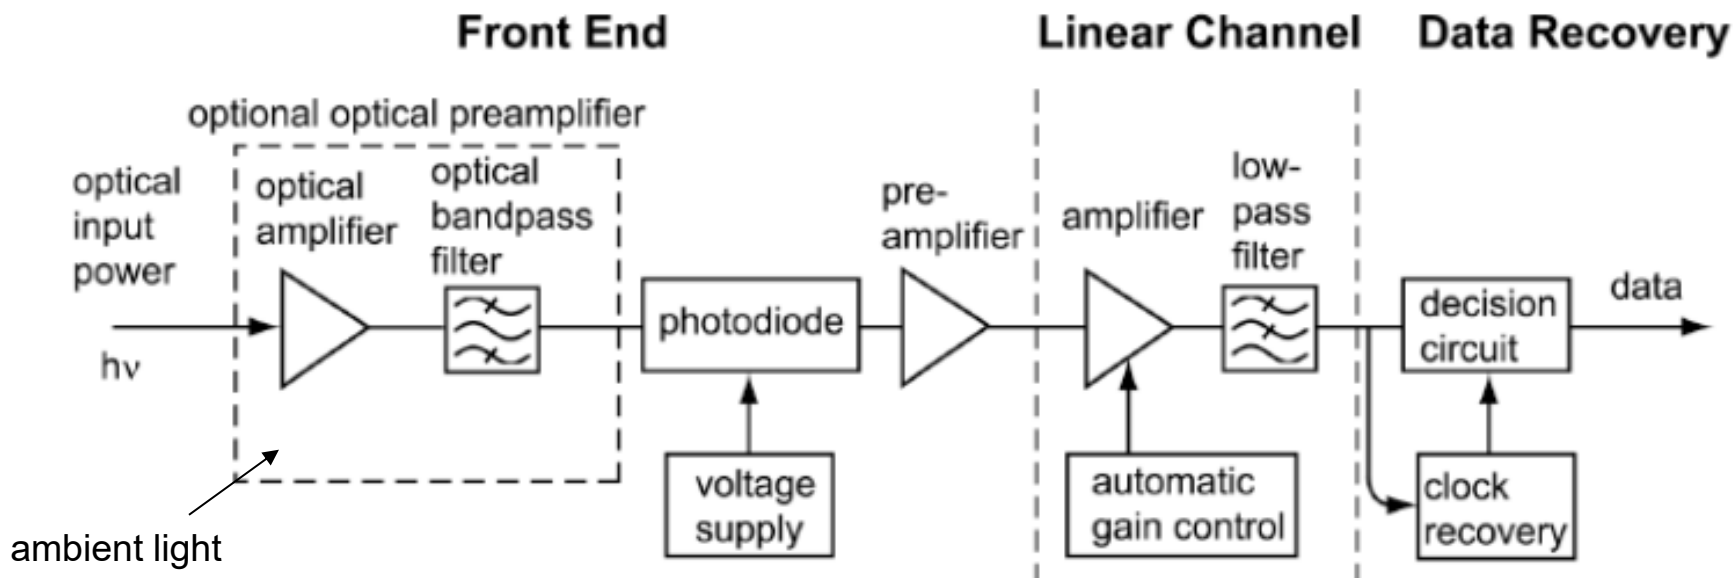 Front End
Linear Channel
Data Recovery
optional optical preamplifier
optical
input
power
hν
optical
amplifier
optical
bandpass
filter
photodiode
voltage
supply
pre-
amplifier
amplifier
automatic
gain control
low-
pass
filter
decision
circuit
clock
recovery
data
ambient light